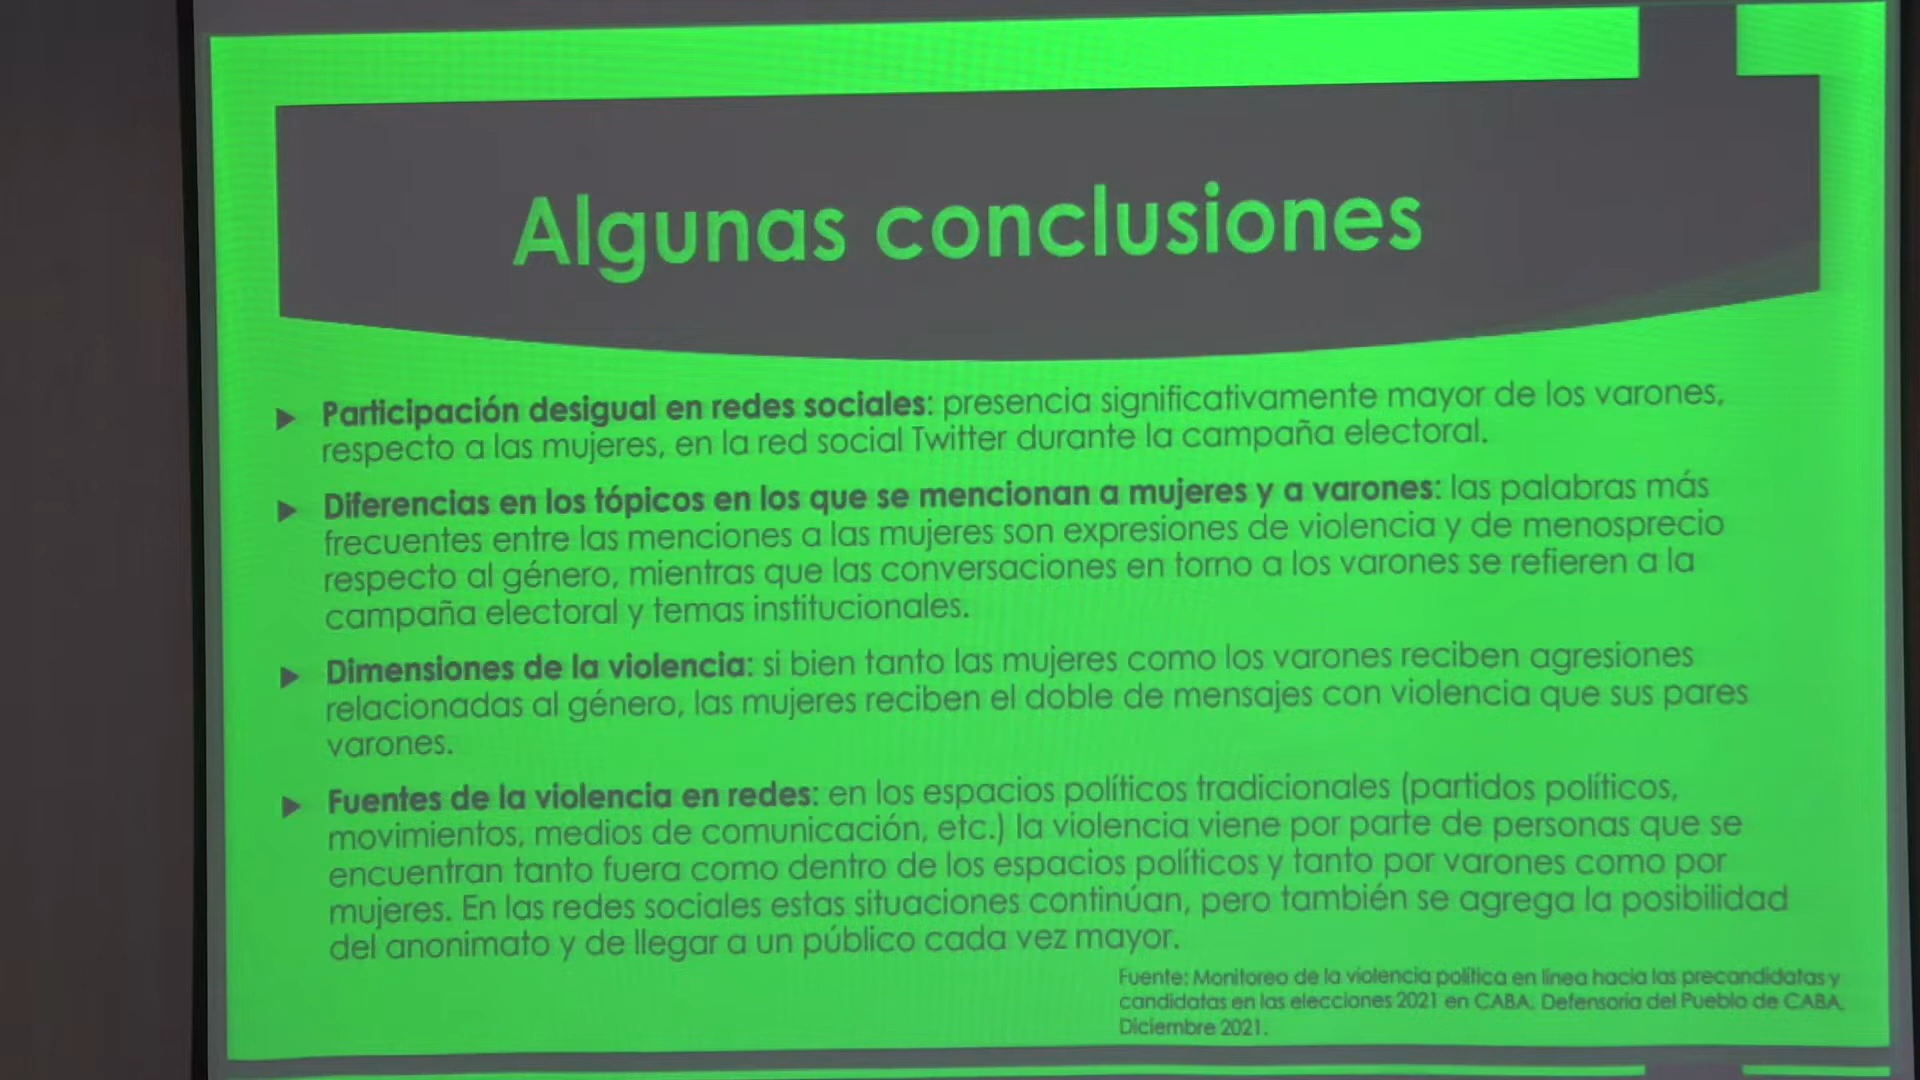 Algunas conclusiones
Participación desigual en redes sociales: presencia significativamente mayor de los varones,
respecto a las mujeres, en la red social Twitter durante la campaña electoral.
Diferencias en los tópicos en los que se mencionan a mujeres y a varones: las palabras más
frecuentes entre las menciones a las mujeres son expresiones de violencia y de menosprecio
respecto al género, mientras que las conversaciones en torno a los varones se refieren a la
campaña electoral y temas institucionales.
Dimensiones de la violencia: si bien tanto las mujeres como los varones reciben agresiones
relacionadas al género, las mujeres reciben el doble de mensajes con violencia que sus pares
varones.
Fuentes de la violencia en redes: en los espacios políticos tradicionales (partidos políticos,
movimientos, medios de comunicación, etc.) la violencia viene por parte de personas que se
encuentran tanto fuera como dentro de los espacios políticos y tanto por varones como por
mujeres. En las redes sociales estas situaciones continúan, pero también se agrega la posibilidad
del anonimato y de llegar a un público cada vez mayor.
Fuente: Monitoreo de la violencia política en línea hacia las precandidatas y
candidatas en las elecciones 2021 en CABA. Defensoría del Pueblo de CABA.
Diciembre 2021.